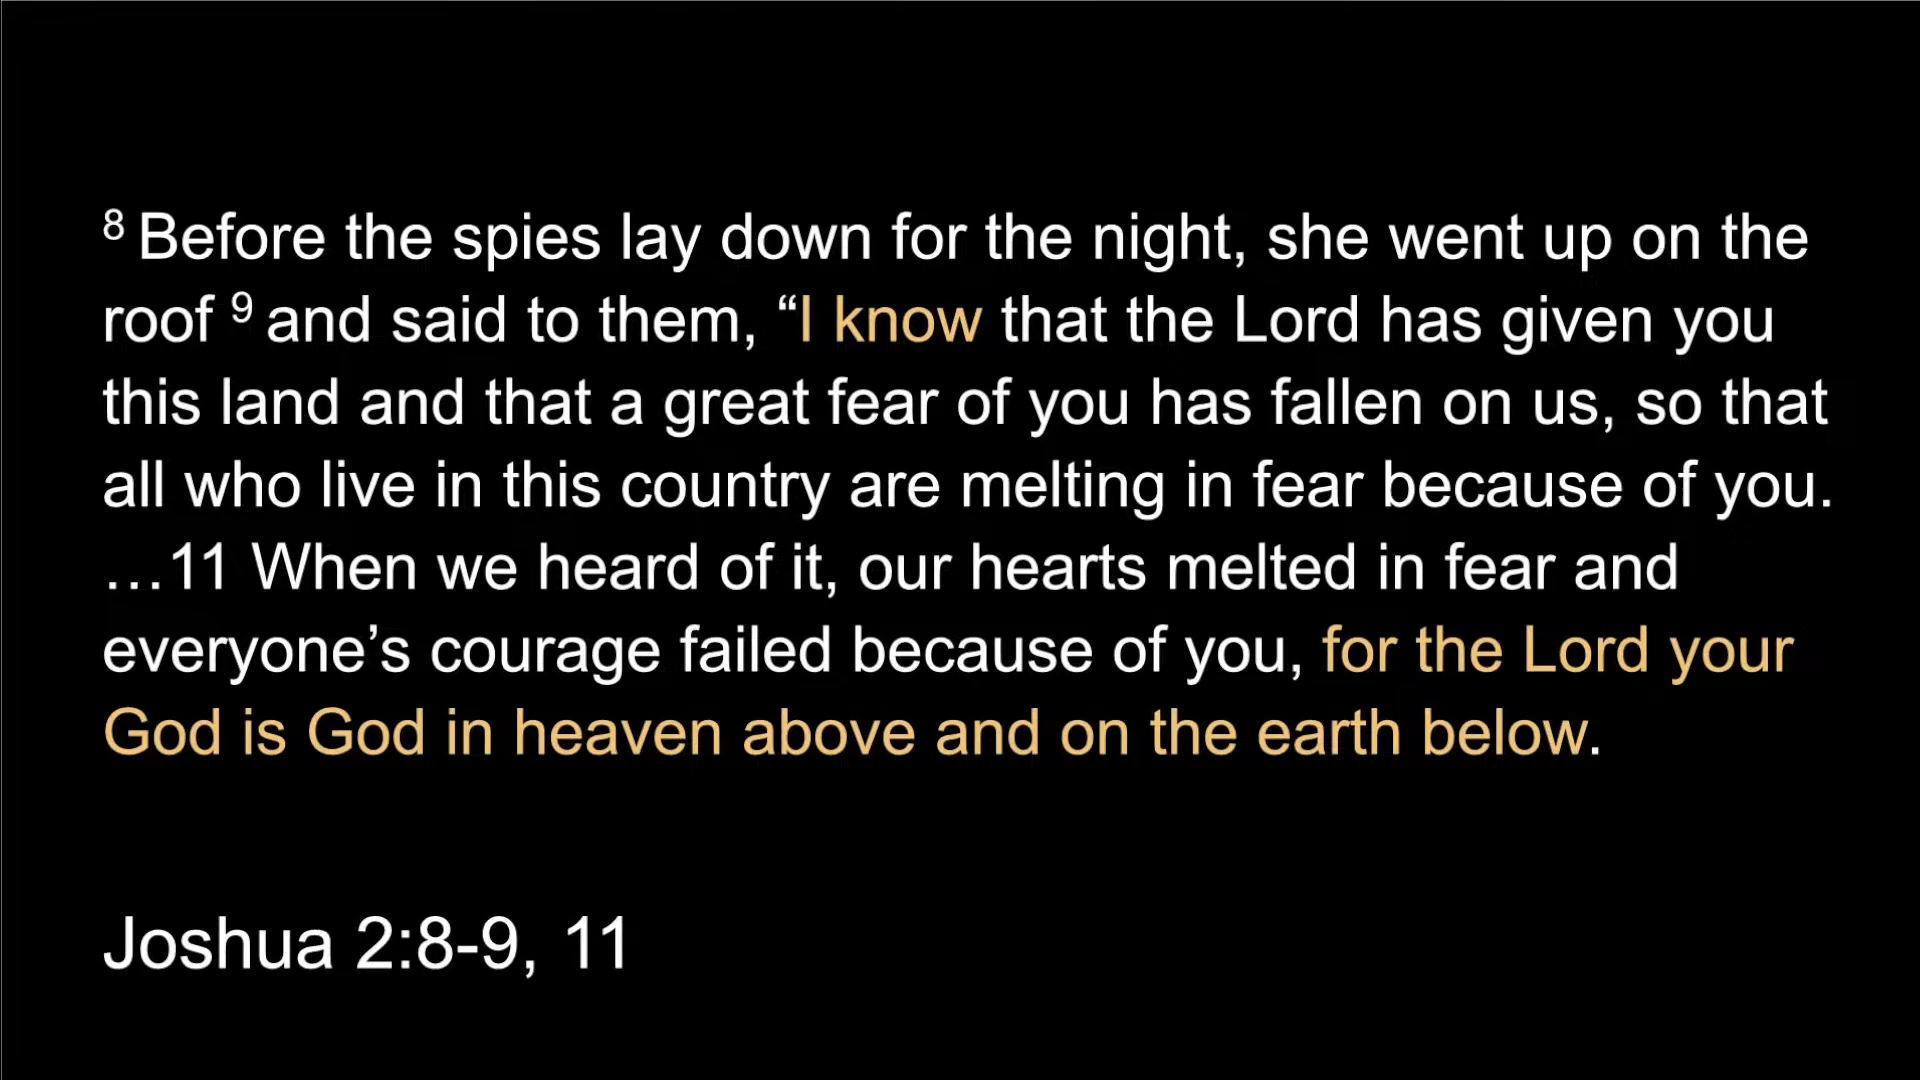 ⁸ Before the spies lay down for the night, she went up on the
roof ⁹ and said to them, “I know that the Lord has given you
this land and that a great fear of you has fallen on us, so that
all who live in this country are melting in fear because of you.
…11 When we heard of it, our hearts melted in fear and
everyone’s courage failed because of you, for the Lord your
God is God in heaven above and on the earth below.
Joshua 2:8-9, 11